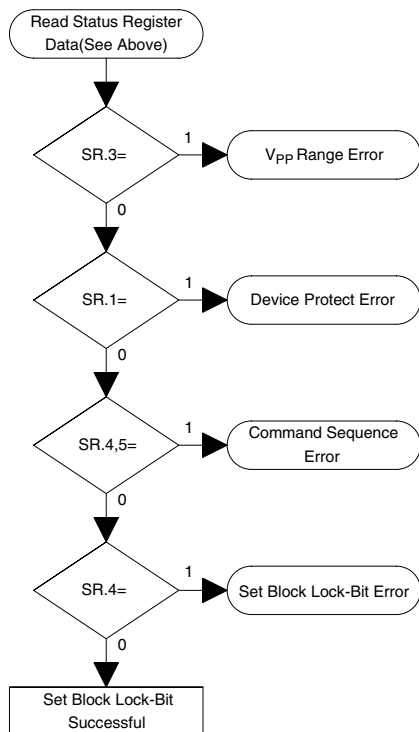 Read Status Register
Data(See Above)
SR.3=
1
VPP Range Error
0
SR.1=
1
Device Protect Error
0
SR.4,5=
1
Command Sequence
Error
0
SR.4=
1
Set Block Lock-Bit Error
0
Set Block Lock-Bit
Successful